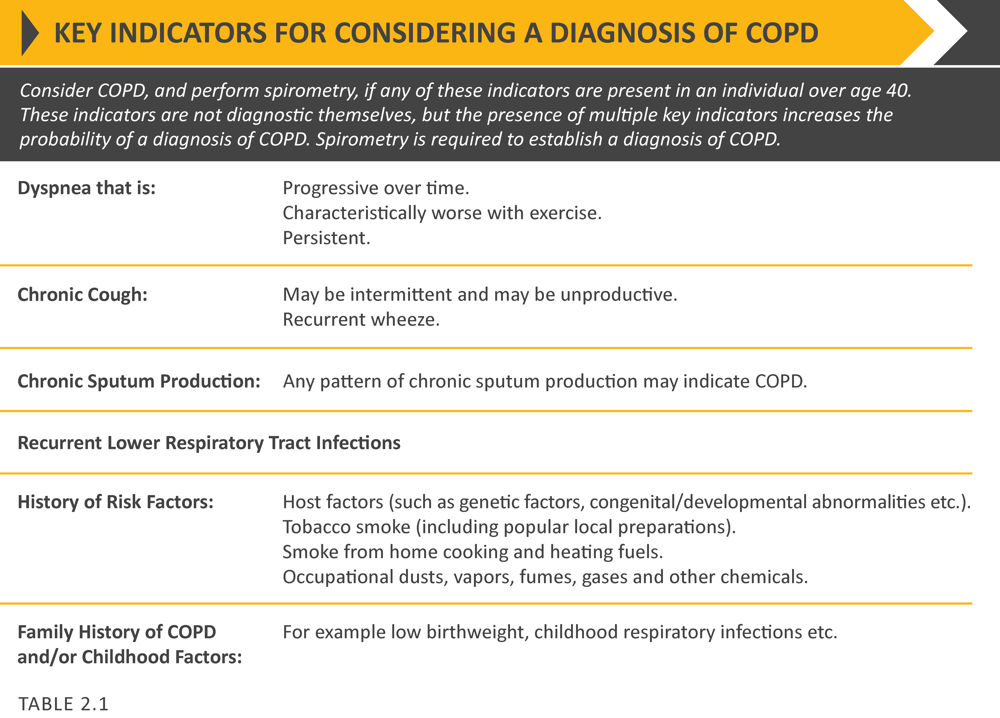 KEY INDICATORS FOR CONSIDERING A DIAGNOSIS OF COPD
Consider COPD, and perform spirometry, if any of these indicators are present in an individual over age 40.
These indicators are not diagnostic themselves, but the presence of multiple key indicators increases the
probability of a diagnosis of COPD. Spirometry is required to establish a diagnosis of COPD.
Dyspnea that is:
Progressive over time.
Characteristically worse with exercise.
Persistent.
Chronic Cough:
May be intermittent and may be unproductive.
Recurrent wheeze.
Chronic Sputum Production:
Any pattern of chronic sputum production may indicate COPD.
Recurrent Lower Respiratory Tract Infections
History of Risk Factors:
Host factors (such as genetic factors, congenital/developmental abnormalities etc.).
Tobacco smoke (including popular local preparations).
Smoke from home cooking and heating fuels.
Occupational dusts, vapors, fumes, gases and other chemicals.
Family History of COPD
and/or Childhood Factors:
For example low birthweight, childhood respiratory infections etc.
TABLE 2.1